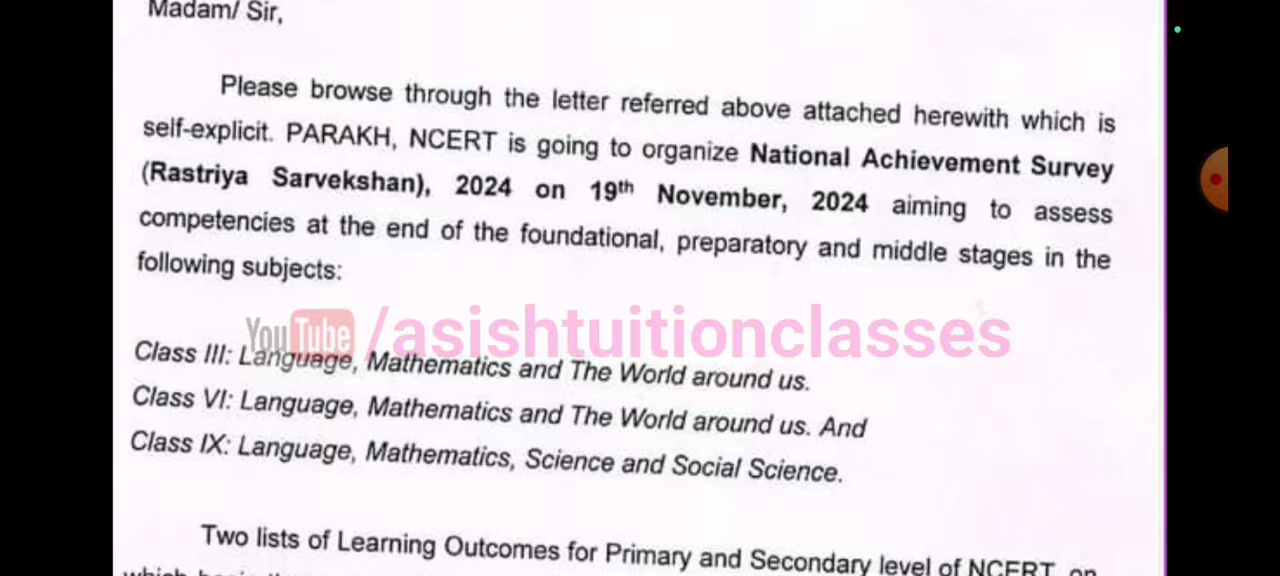 Madam/ Sir,
Please browse through the letter referred above attached herewith which is
self-explicit. PARAKH, NCERT is going to organize National Achievement Survey
(Rastriya Sarvekshan), 2024 on 19th November, 2024 aiming to assess
competencies at the end of the foundational, preparatory and middle stages in the
following subjects:
YouTube /asishtuitionclasses
Class III: Language, Mathematics and The World around us.
Class VI: Language, Mathematics and The World around us. And
Class IX: Language, Mathematics, Science and Social Science.
Two lists of Learning Outcomes for Primary and Secondary level of NCERT, on